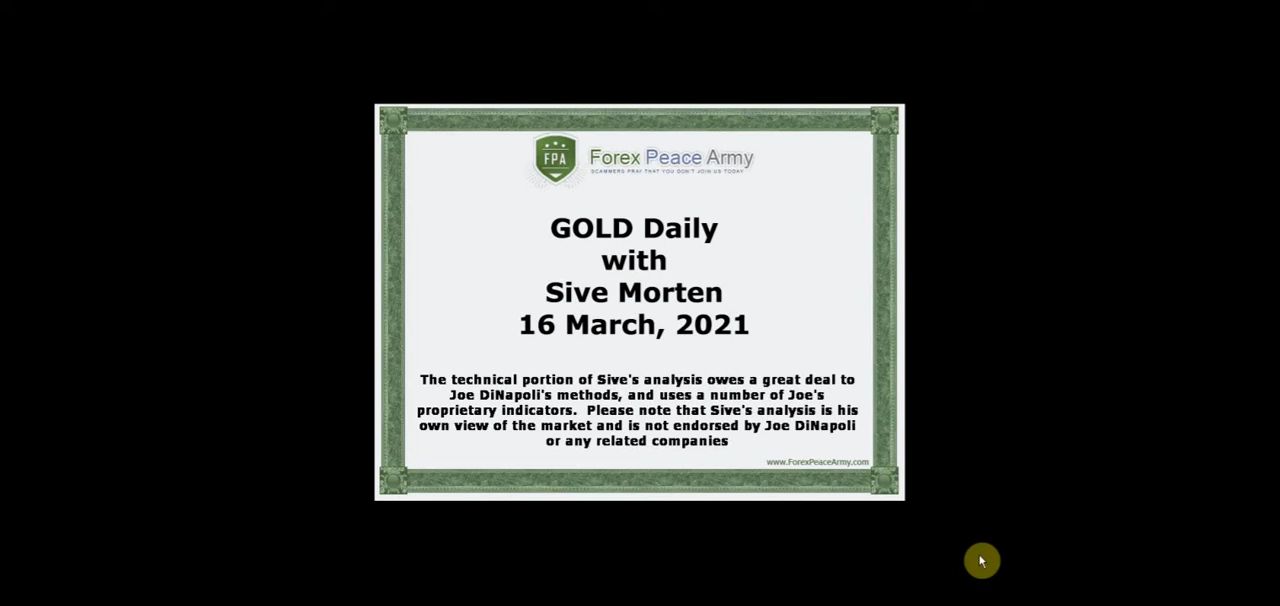 FPA
Forex Peace Army
SCAMMERS PRAY THAT YOU DON'T JOIN US TODAY
GOLD Daily
with
Sive Morten
16 March, 2021
The technical portion of Sive's analysis owes a great deal to
Joe DiNapoli's methods, and uses a number of Joe's
proprietary indicators.  Please note that Sive's analysis is his
own view of the market and is not endorsed by Joe DiNapoli
or any related companies
www.ForexPeaceArmy.com